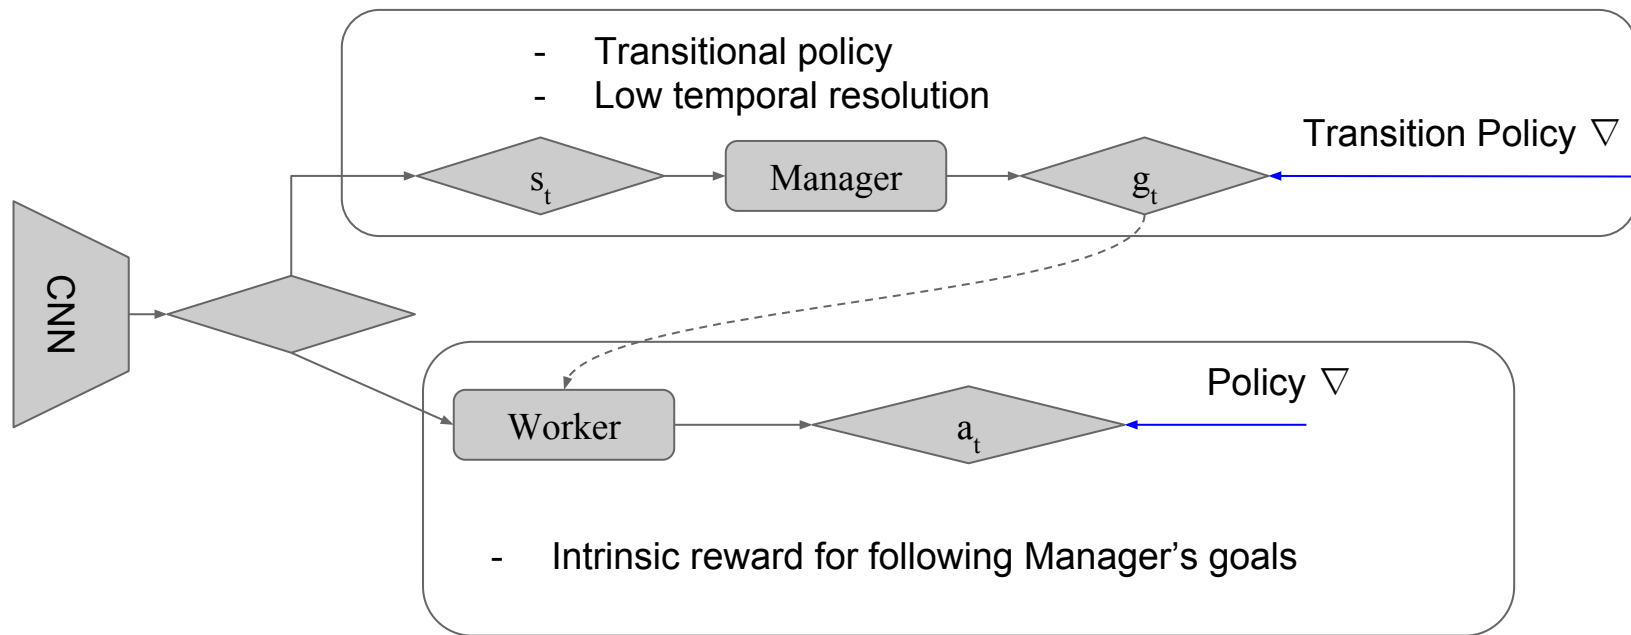 - Transitional policy
- Low temporal resolution
Transition Policy ∇
s_t
Manager
g_t
CNN
Policy ∇
Worker
a_t
- Intrinsic reward for following Manager’s goals